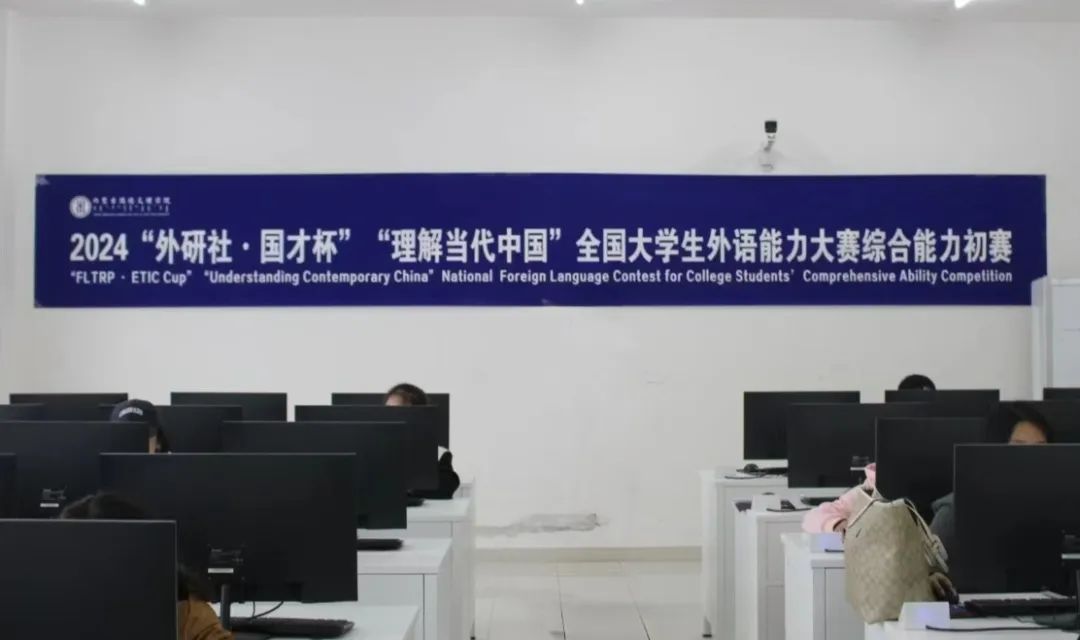 2024“外研社·国才杯”“理解当代中国”全国大学生外语能力大赛综合能力初赛
“FLTRP · ETIC Cup” “Understanding Contemporary China” National Foreign Language Contest for College Students' Comprehensive Ability Competition